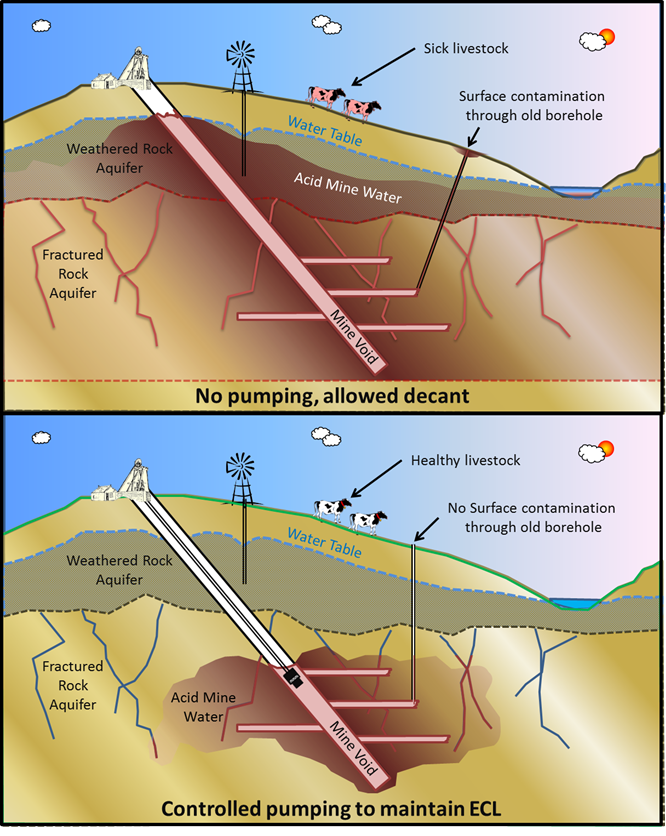 Sick livestock
Surface contamination
through old borehole
Water Table
Weathered Rock
Aquifer
Acid Mine Water
Fractured
Rock
Aquifer
Mine Void
No pumping, allowed decant
Healthy livestock
No Surface contamination
through old borehole
Water Table
Weathered Rock
Aquifer
Fractured
Rock
Aquifer
Acid Mine
Water
Mine Void
Controlled pumping to maintain ECL